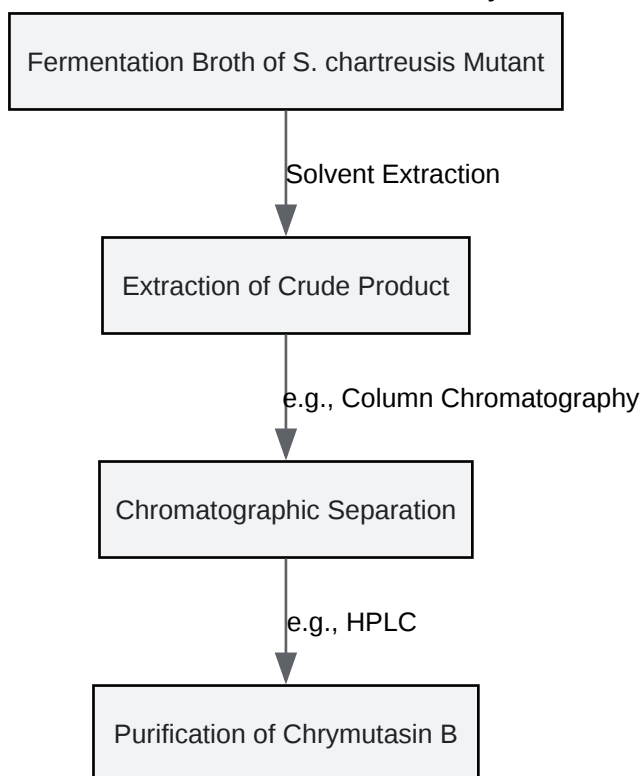 Fermentation Broth of S. chartreusis Mutant
Solvent Extraction
Extraction of Crude Product
e.g., Column Chromatography
Chromatographic Separation
e.g., HPLC
Purification of Chrymutasin B